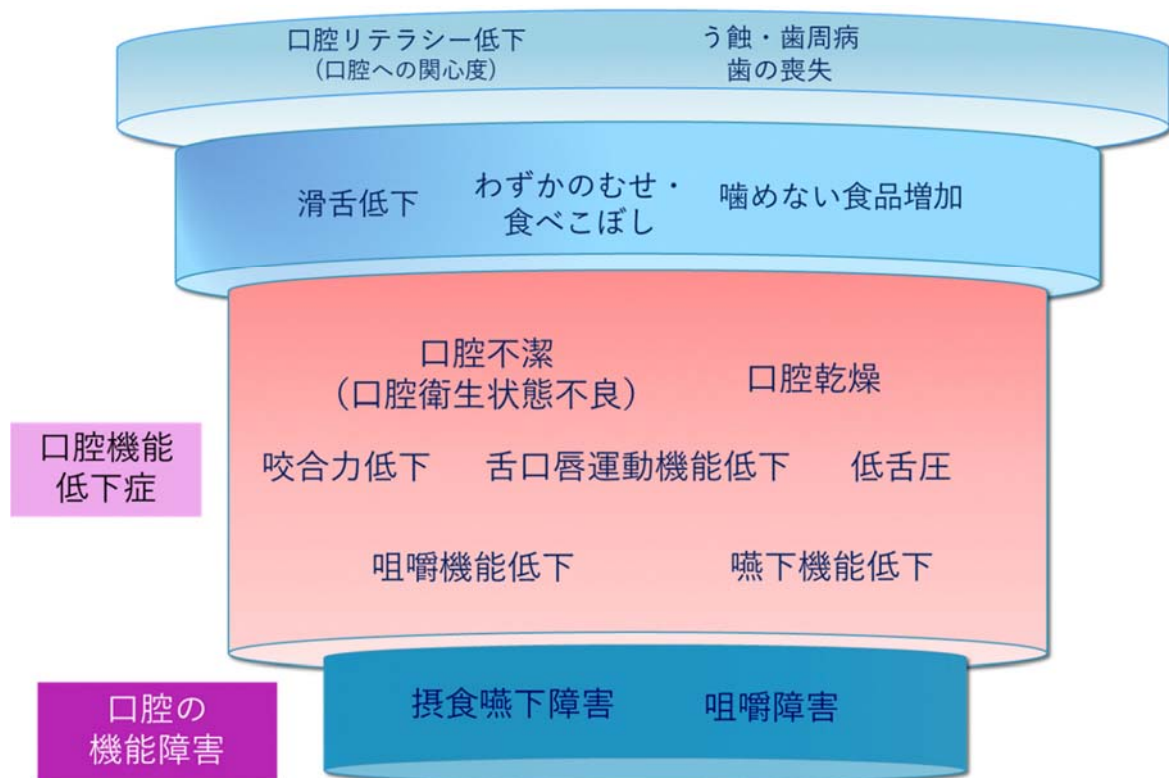 口腔リテラシー低下
(口腔への関心度)
う蝕・歯周病
歯の喪失
滑舌低下
わずかのむせ・
食べこぼし
噛めない食品増加
口腔不潔
(口腔衛生状態不良)
口腔乾燥
口腔機能
低下症
咬合力低下
舌口唇運動機能低下
低舌圧
咀嚼機能低下
嚥下機能低下
口腔の
機能障害
摂食嚥下障害
咀嚼障害